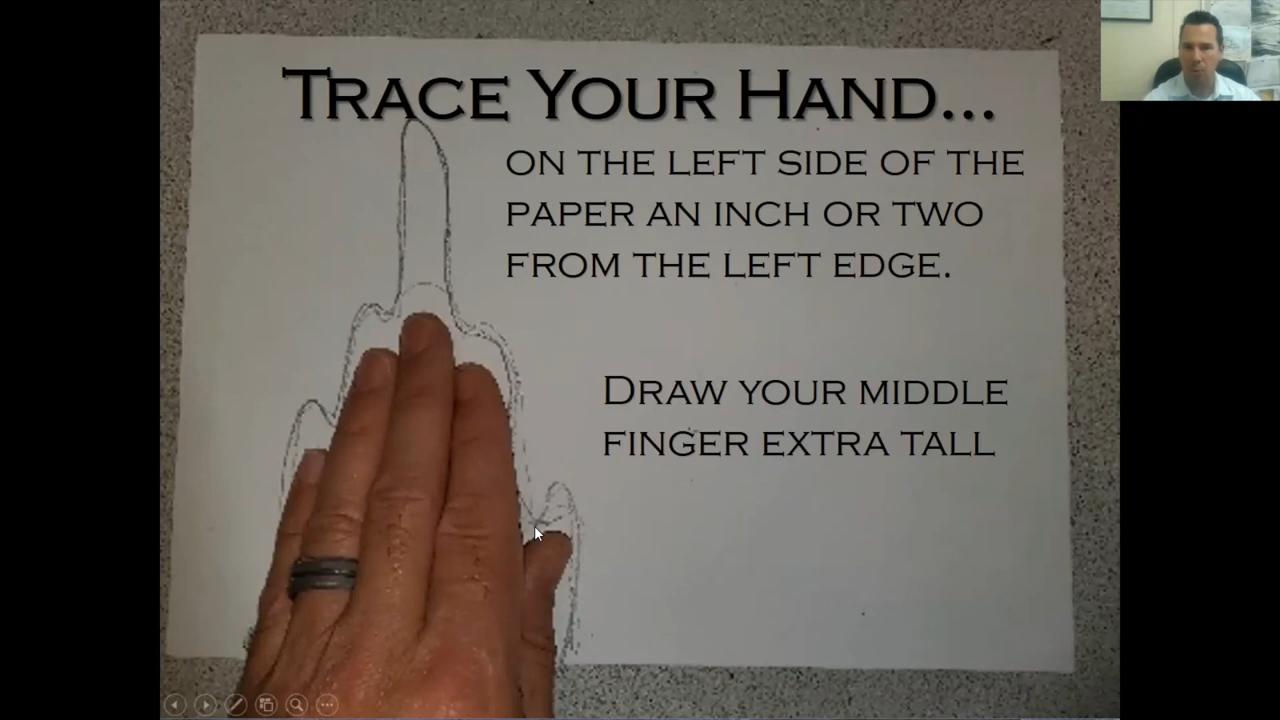 TRACE YOUR HAND...
ON THE LEFT SIDE OF THE
PAPER AN INCH OR TWO
FROM THE LEFT EDGE.
DRAW YOUR MIDDLE
FINGER EXTRA TALL